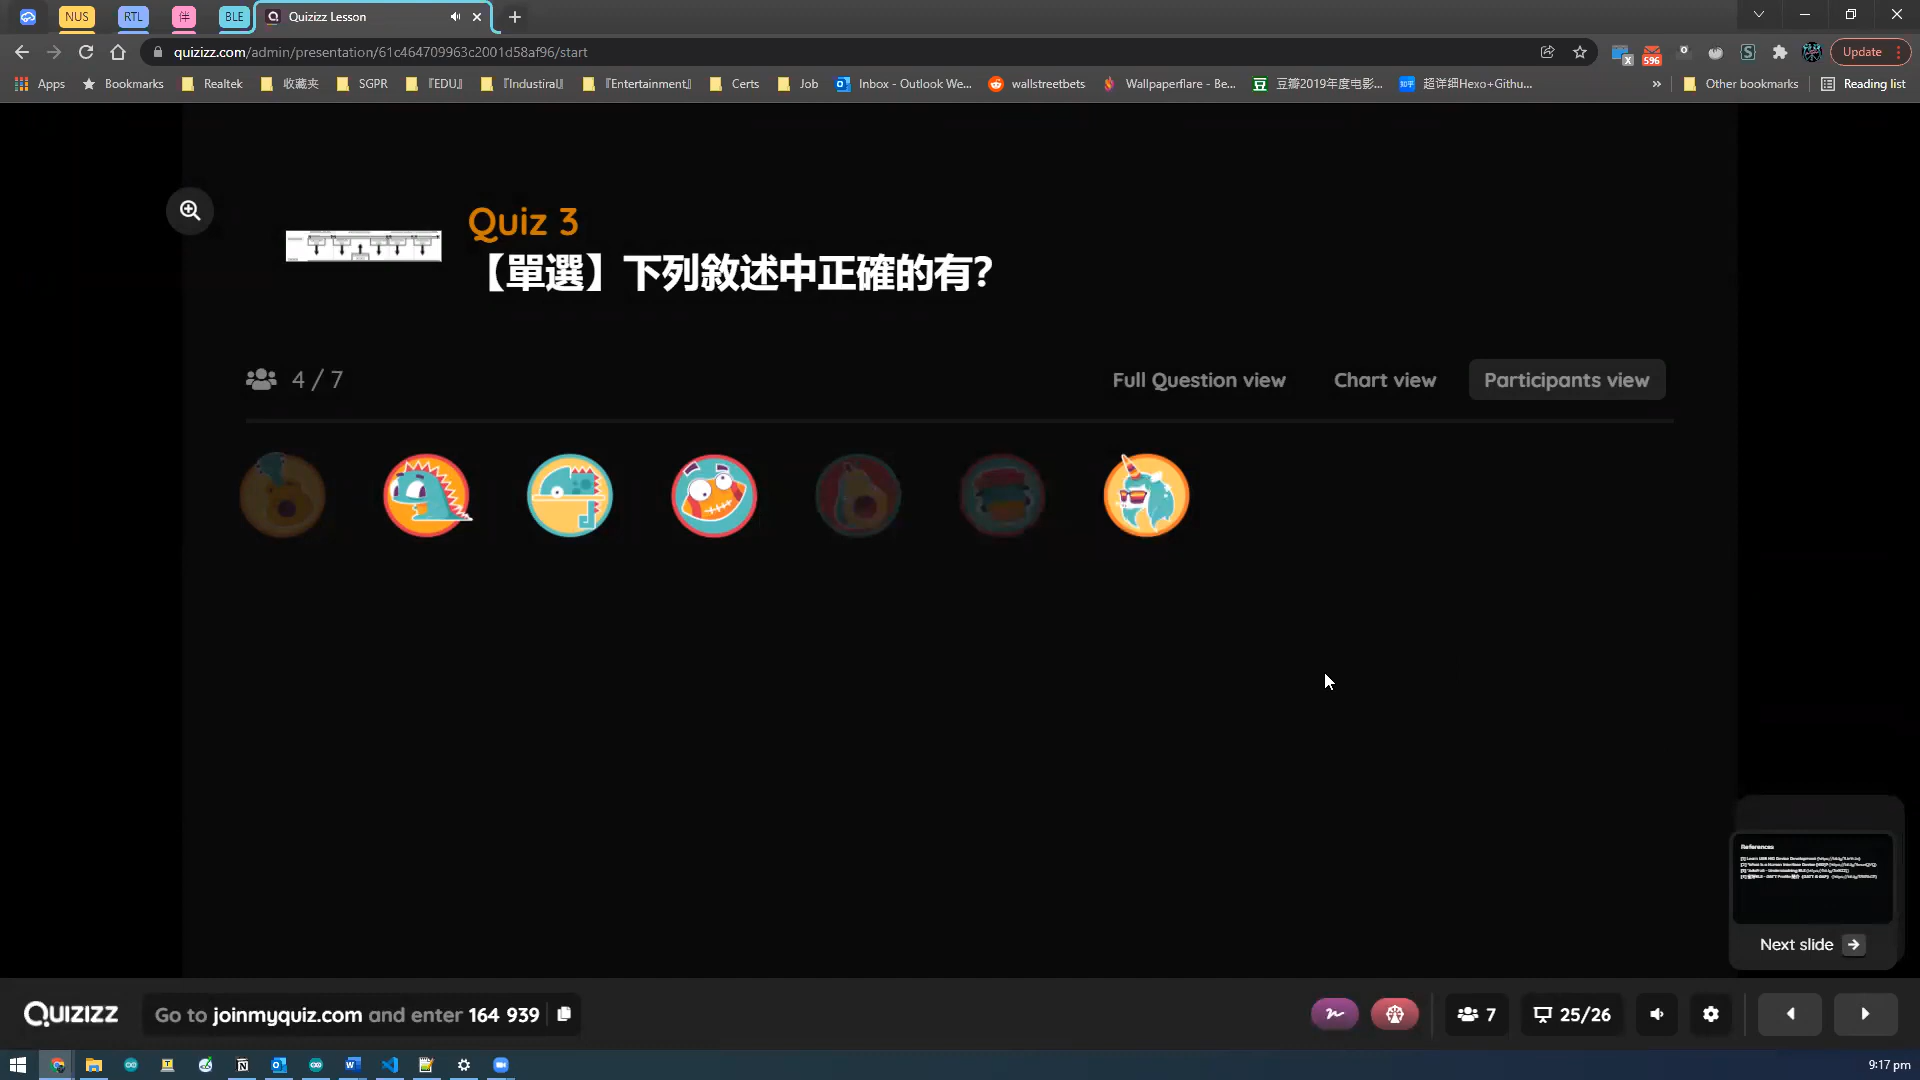 NUS
RTL
伴
BLE
Quizizz Lesson
quizizz.com/admin/presentation/61c464709963c2001d58af96/start
596
Update
Apps
Bookmarks
Realtek
收藏夹
SGPR
『EDU』
『Industiral』
『Entertainment』
Certs
Job
Inbox - Outlook We...
wallstreetbets
Wallpaperflare - Be...
豆瓣2019年度电影...
超详细Hexo+Githu...
»
Other bookmarks
Reading list
Quiz 3
【單選】下列敘述中正確的有？
4 / 7
Full Question view
Chart view
Participants view
References
Next slide
QUIZIZZ
Go to joinmyquiz.com and enter 164 939
7
25/26
9:17 pm